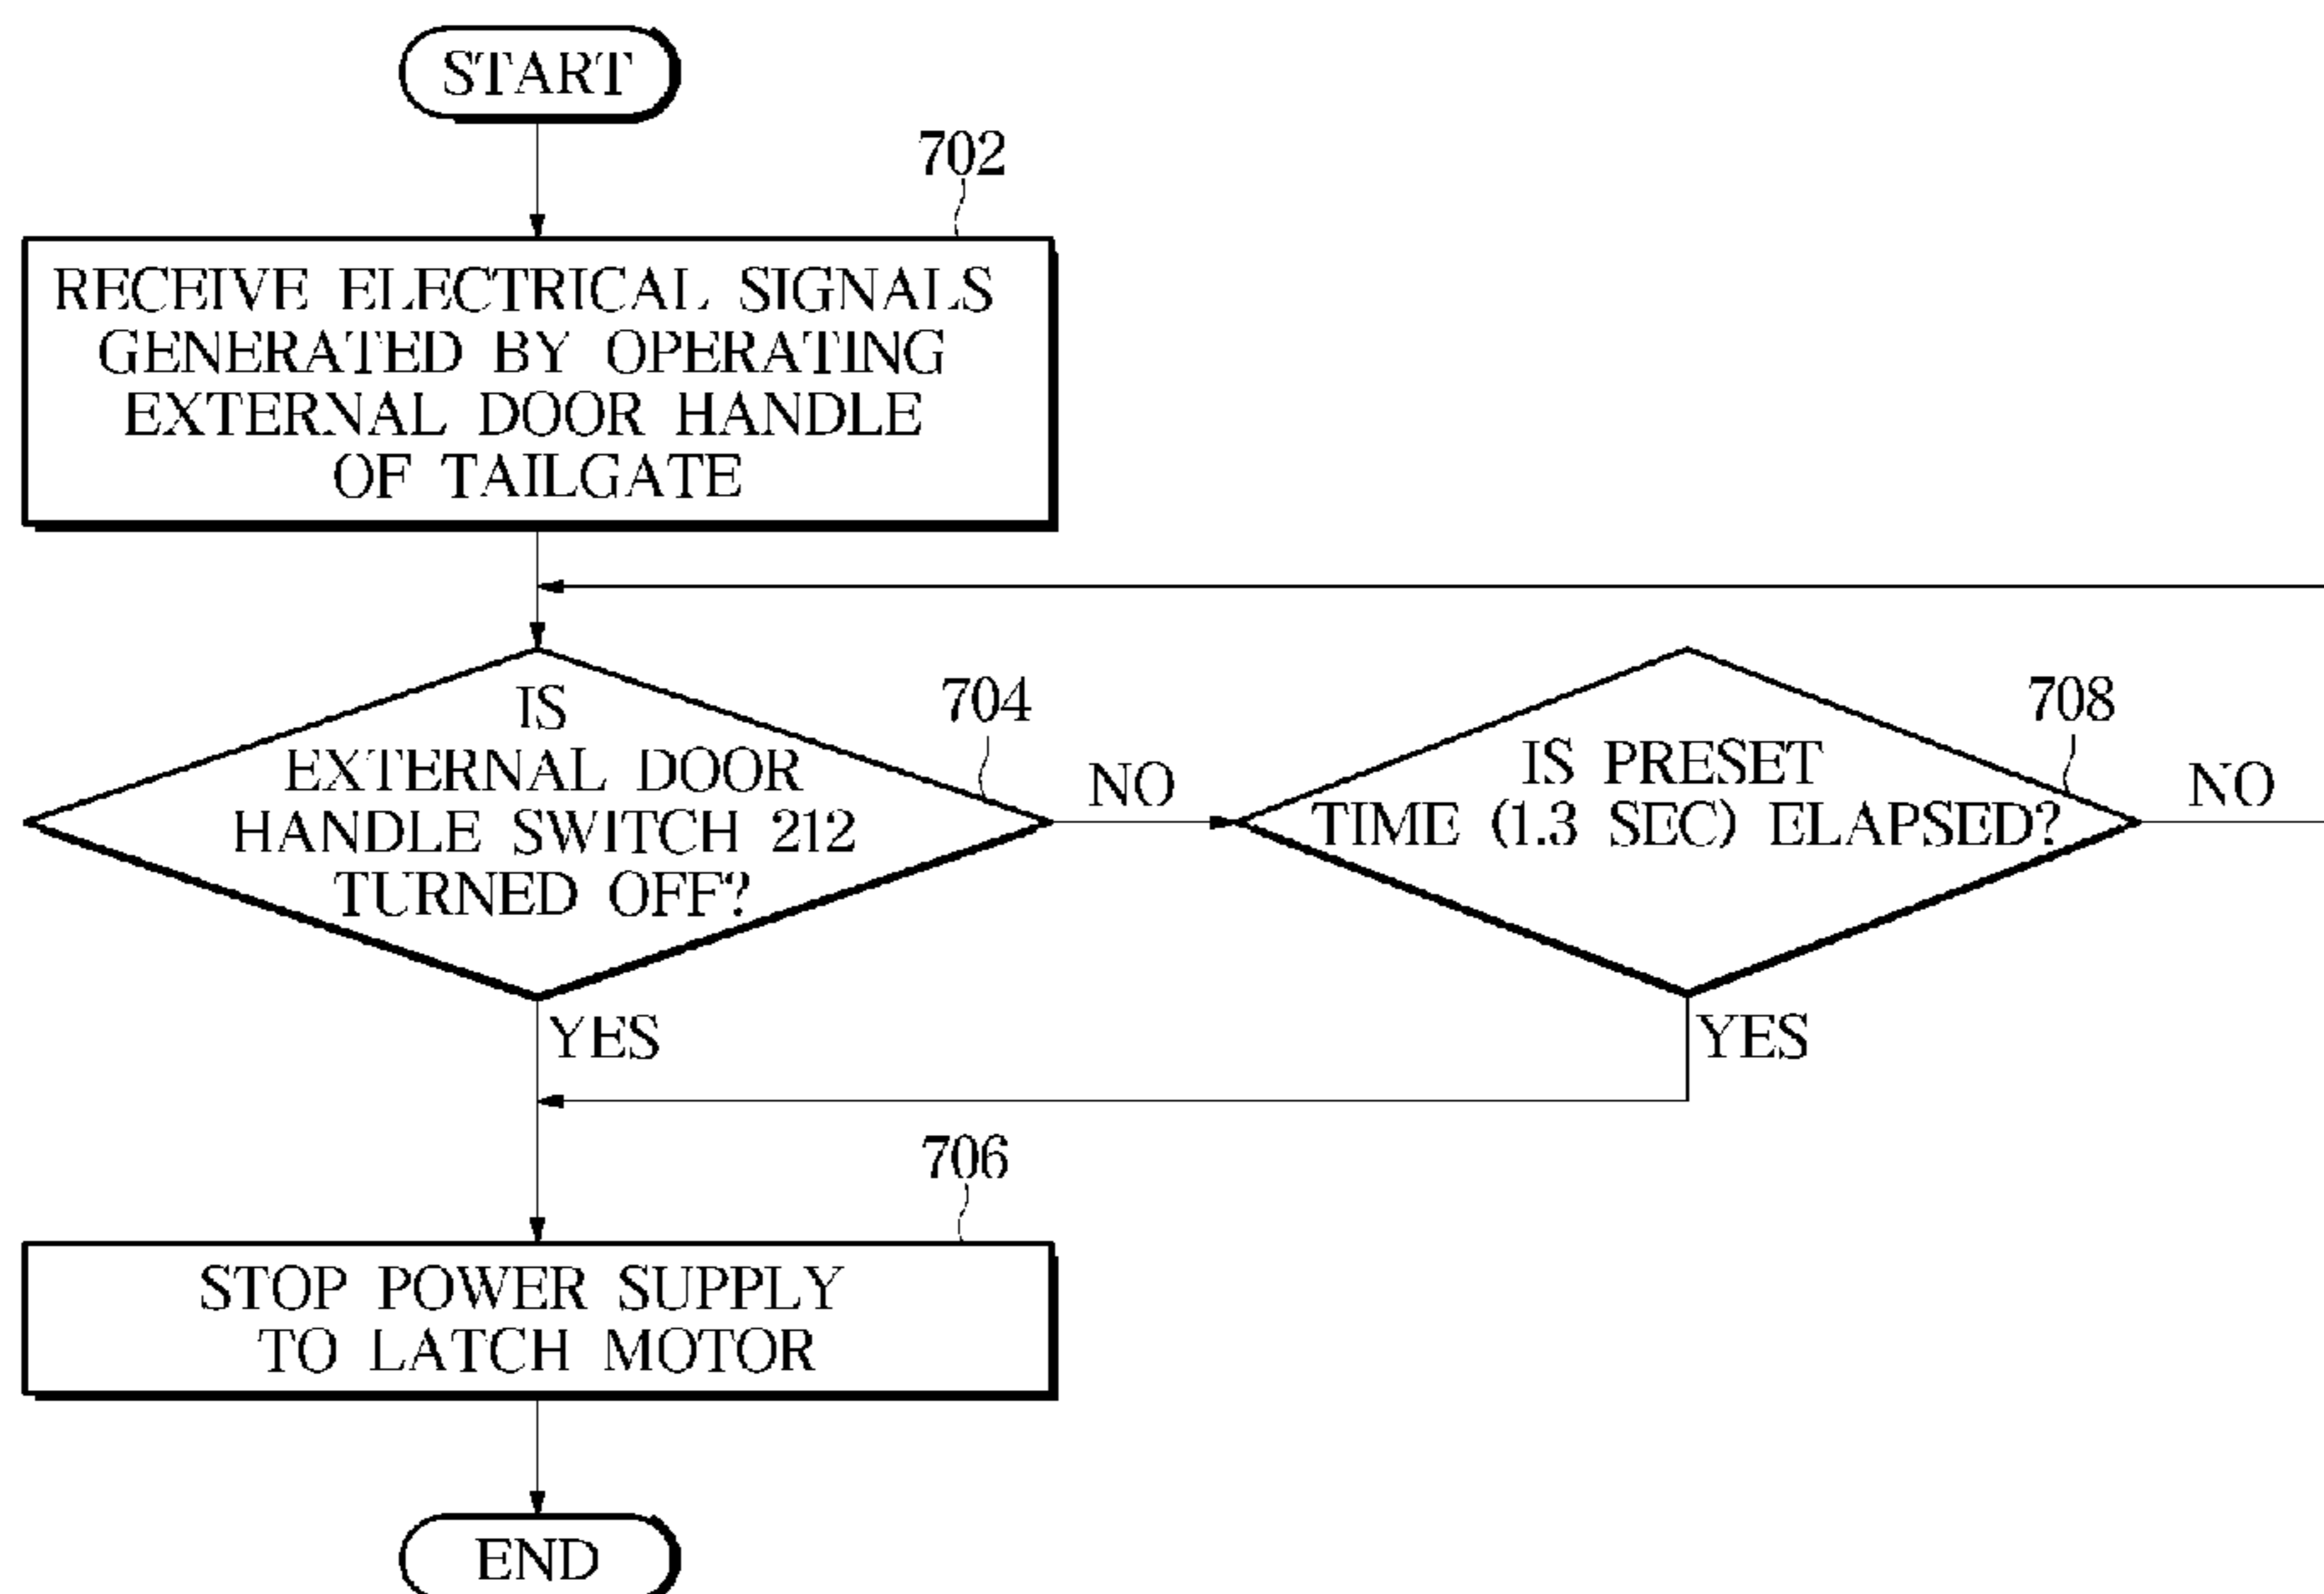 START
702
RECEIVE ELECTRICAL SIGNALS
GENERATED BY OPERATING
EXTERNAL DOOR HANDLE
OF TAILGATE
704
IS
EXTERNAL DOOR
HANDLE SWITCH 212
TURNED OFF?
NO
708
IS PRESET
TIME (1.3 SEC) ELAPSED?
NO
YES
YES
706
STOP POWER SUPPLY
TO LATCH MOTOR
END